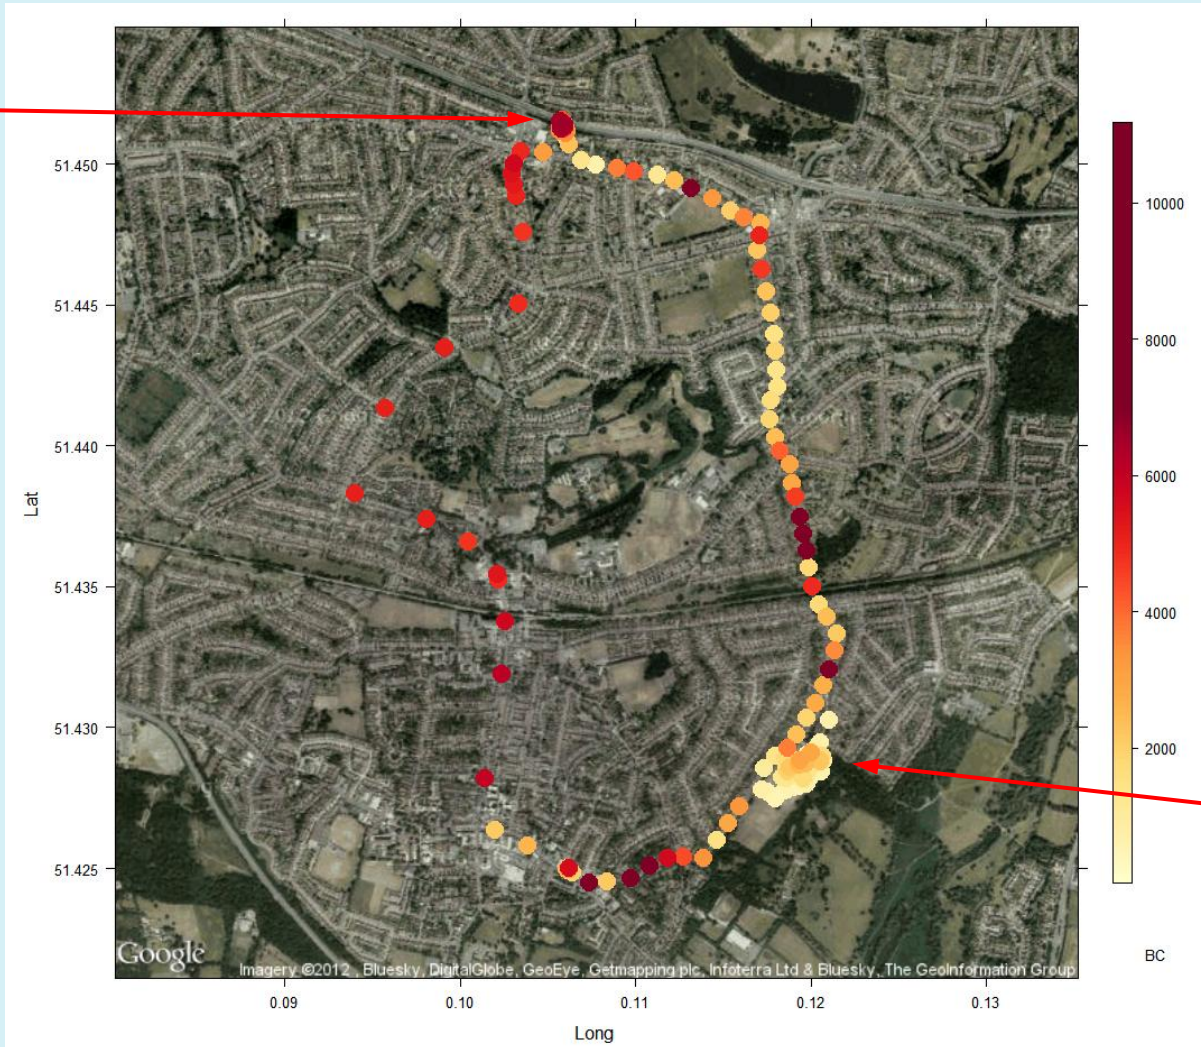 51.450
51.445
51.440
51.435
51.430
51.425
Lat
0.09 0.10 0.11 0.12 0.13
Long
10000
8000
6000
4000
2000
BC
Google
Imagery ©2012 , Bluesky, DigitalGlobe, GeoEye, Getmapping plc, Infoterra Ltd & Bluesky, The GeoInformation Group